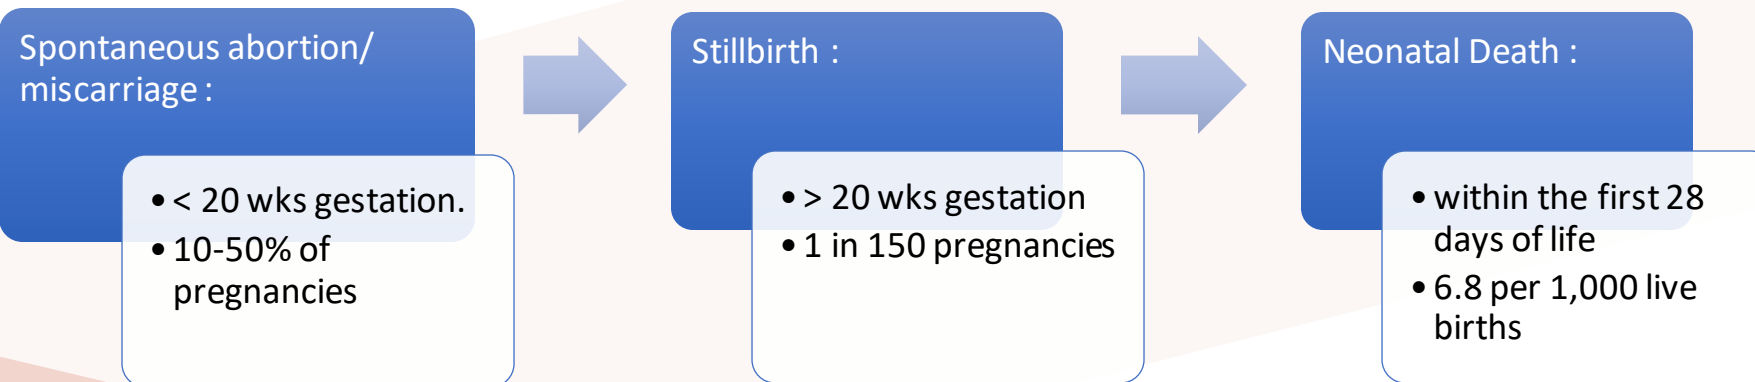 Spontaneous abortion/
miscarriage :
• < 20 wks gestation.
• 10-50% of
pregnancies
Stillbirth :
• > 20 wks gestation
• 1 in 150 pregnancies
Neonatal Death :
• within the first 28
days of life
• 6.8 per 1,000 live
births